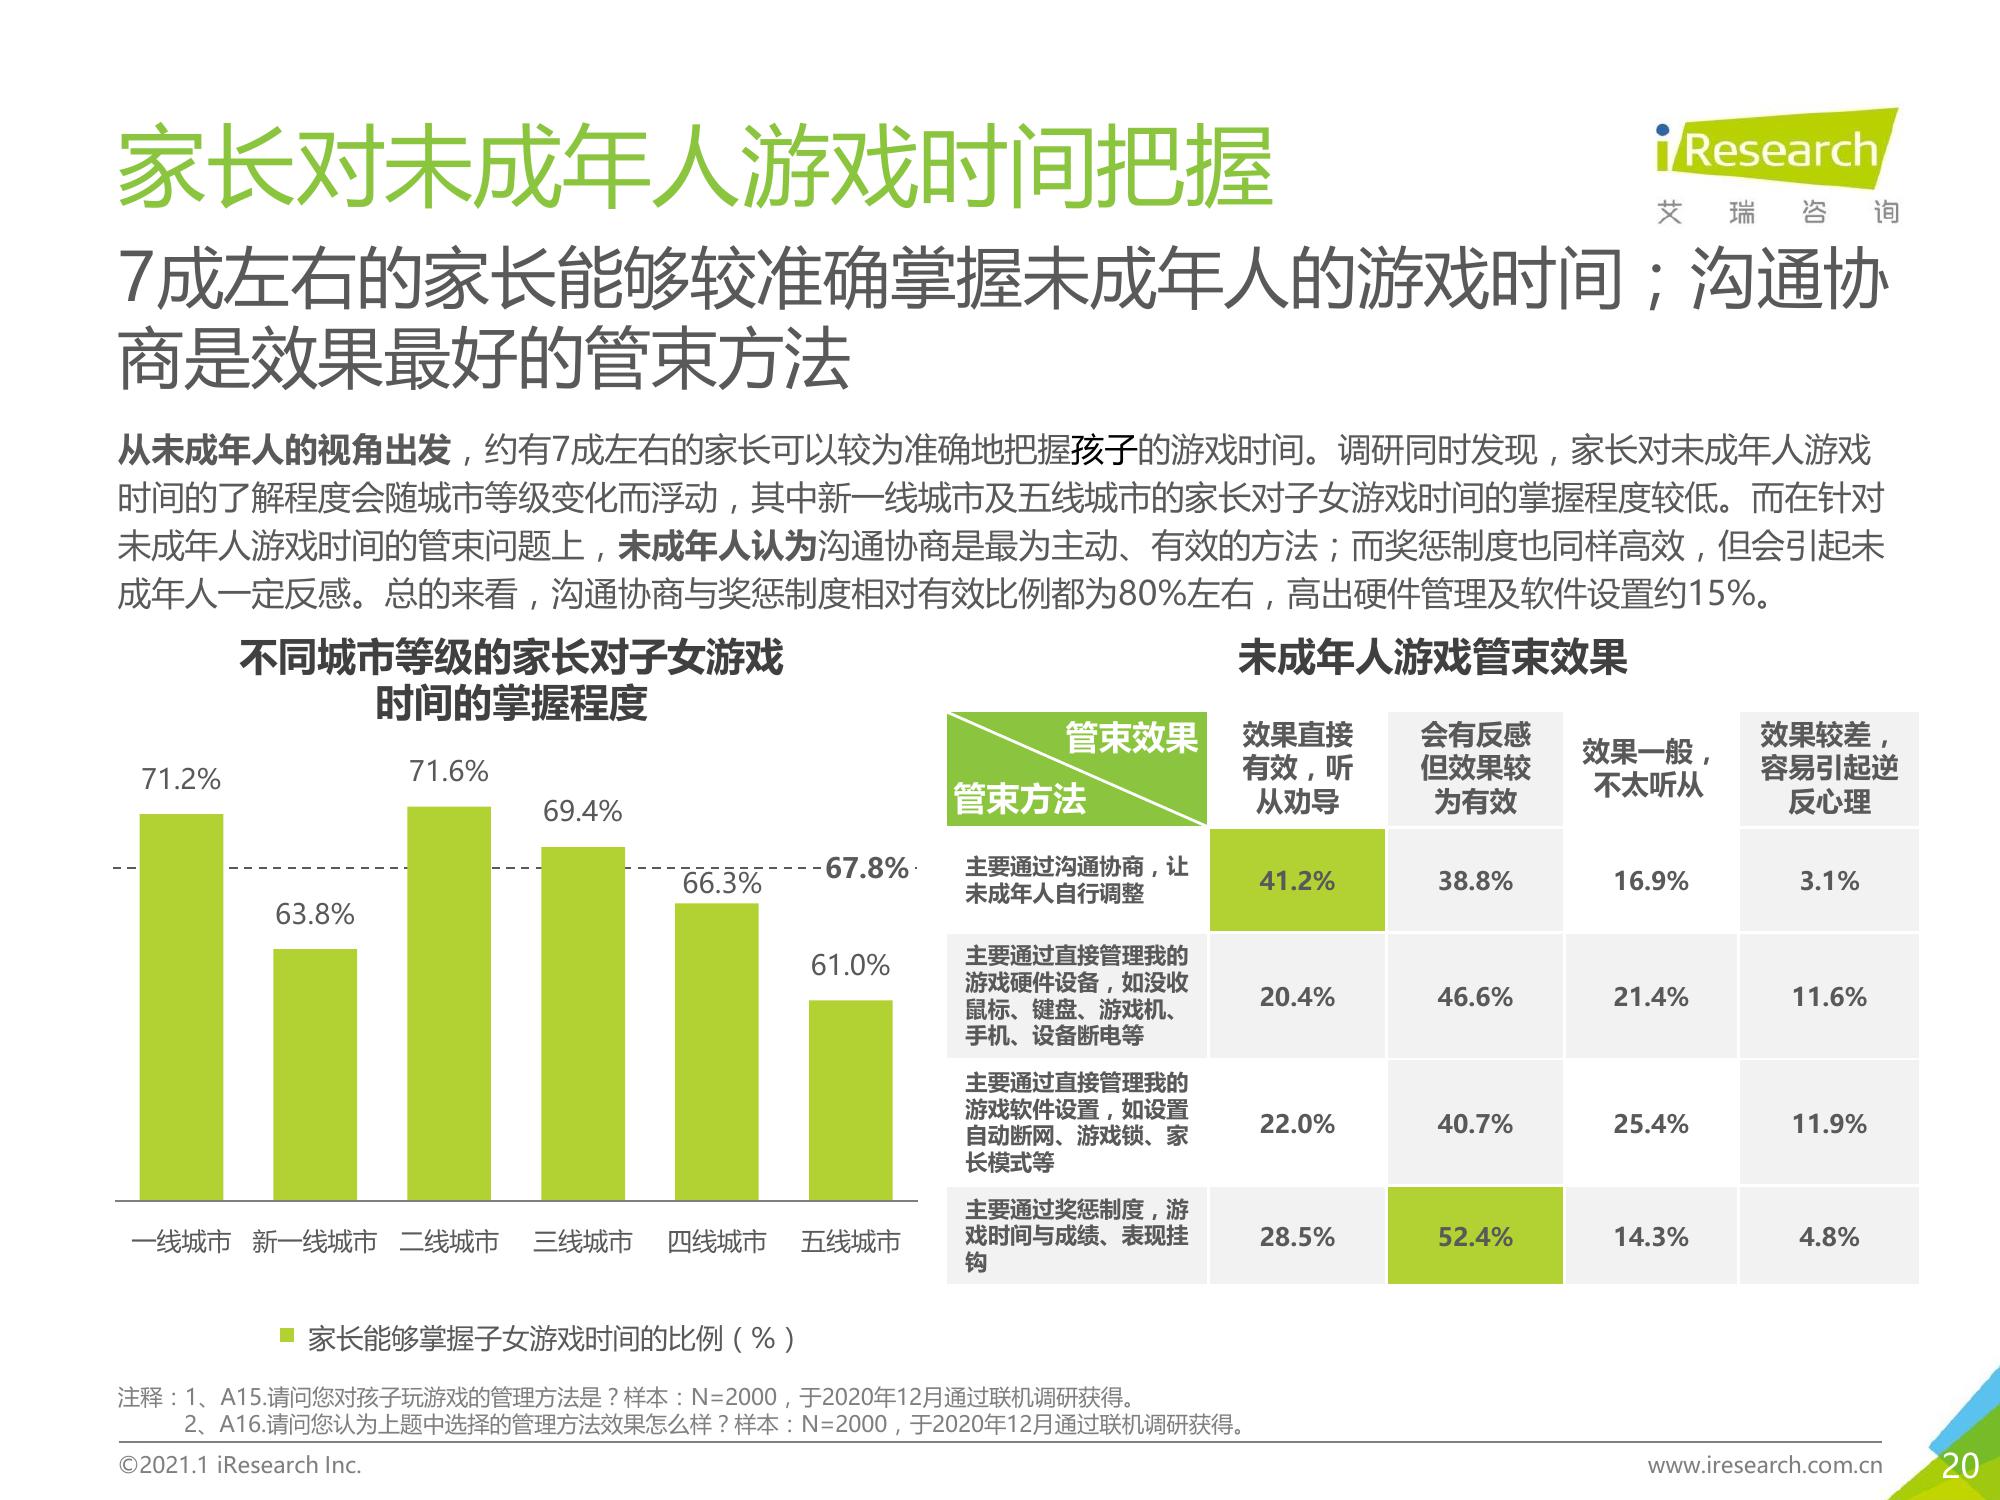 家长对未成年人游戏时间把握
iResearch
艾瑞咨询
7成左右的家长能够较准确掌握未成年人的游戏时间；沟通协
商是效果最好的管束方法
从未成年人的视角出发，约有7成左右的家长可以较为准确地把握孩子的游戏时间。调研同时发现，家长对未成年人游戏
时间的了解程度会随城市等级变化而浮动，其中新一线城市及五线城市的家长对子女游戏时间的掌握程度较低。而在针对
未成年人游戏时间的管束问题上，未成年人认为沟通协商是最为主动、有效的方法；而奖惩制度也同样高效，但会引起未
成年人一定反感。总的来看，沟通协商与奖惩制度相对有效比例都为80%左右，高出硬件管理及软件设置约15%。
不同城市等级的家长对子女游戏
时间的掌握程度
71.2%
63.8%
71.6%
69.4%
66.3%
61.0%
67.8%
一线城市 新一线城市 二线城市 三线城市 四线城市 五线城市
家长能够掌握子女游戏时间的比例（%）
未成年人游戏管束效果
管束效果
管束方法
效果直接
有效，听
从劝导
会有反感
但效果较
为有效
效果一般，
不太听从
效果较差，
容易引起逆
反心理
主要通过沟通协商，让
未成年人自行调整
41.2% 38.8% 16.9% 3.1%
主要通过直接管理我的
游戏硬件设备，如没收
鼠标、键盘、游戏机、
手机、设备断电等
20.4% 46.6% 21.4% 11.6%
主要通过直接管理我的
游戏软件设置，如设置
自动断网、游戏锁、家
长模式等
22.0% 40.7% 25.4% 11.9%
主要通过奖惩制度，游
戏时间与成绩、表现挂
钩
28.5% 52.4% 14.3% 4.8%
注释：1、A15.请问您对孩子玩游戏的管理方法是？样本：N=2000，于2020年12月通过联机调研获得。
2、A16.请问您认为上题中选择的管理方法效果怎么样？样本：N=2000，于2020年12月通过联机调研获得。
©2021.1 iResearch Inc.
www.iresearch.com.cn
20